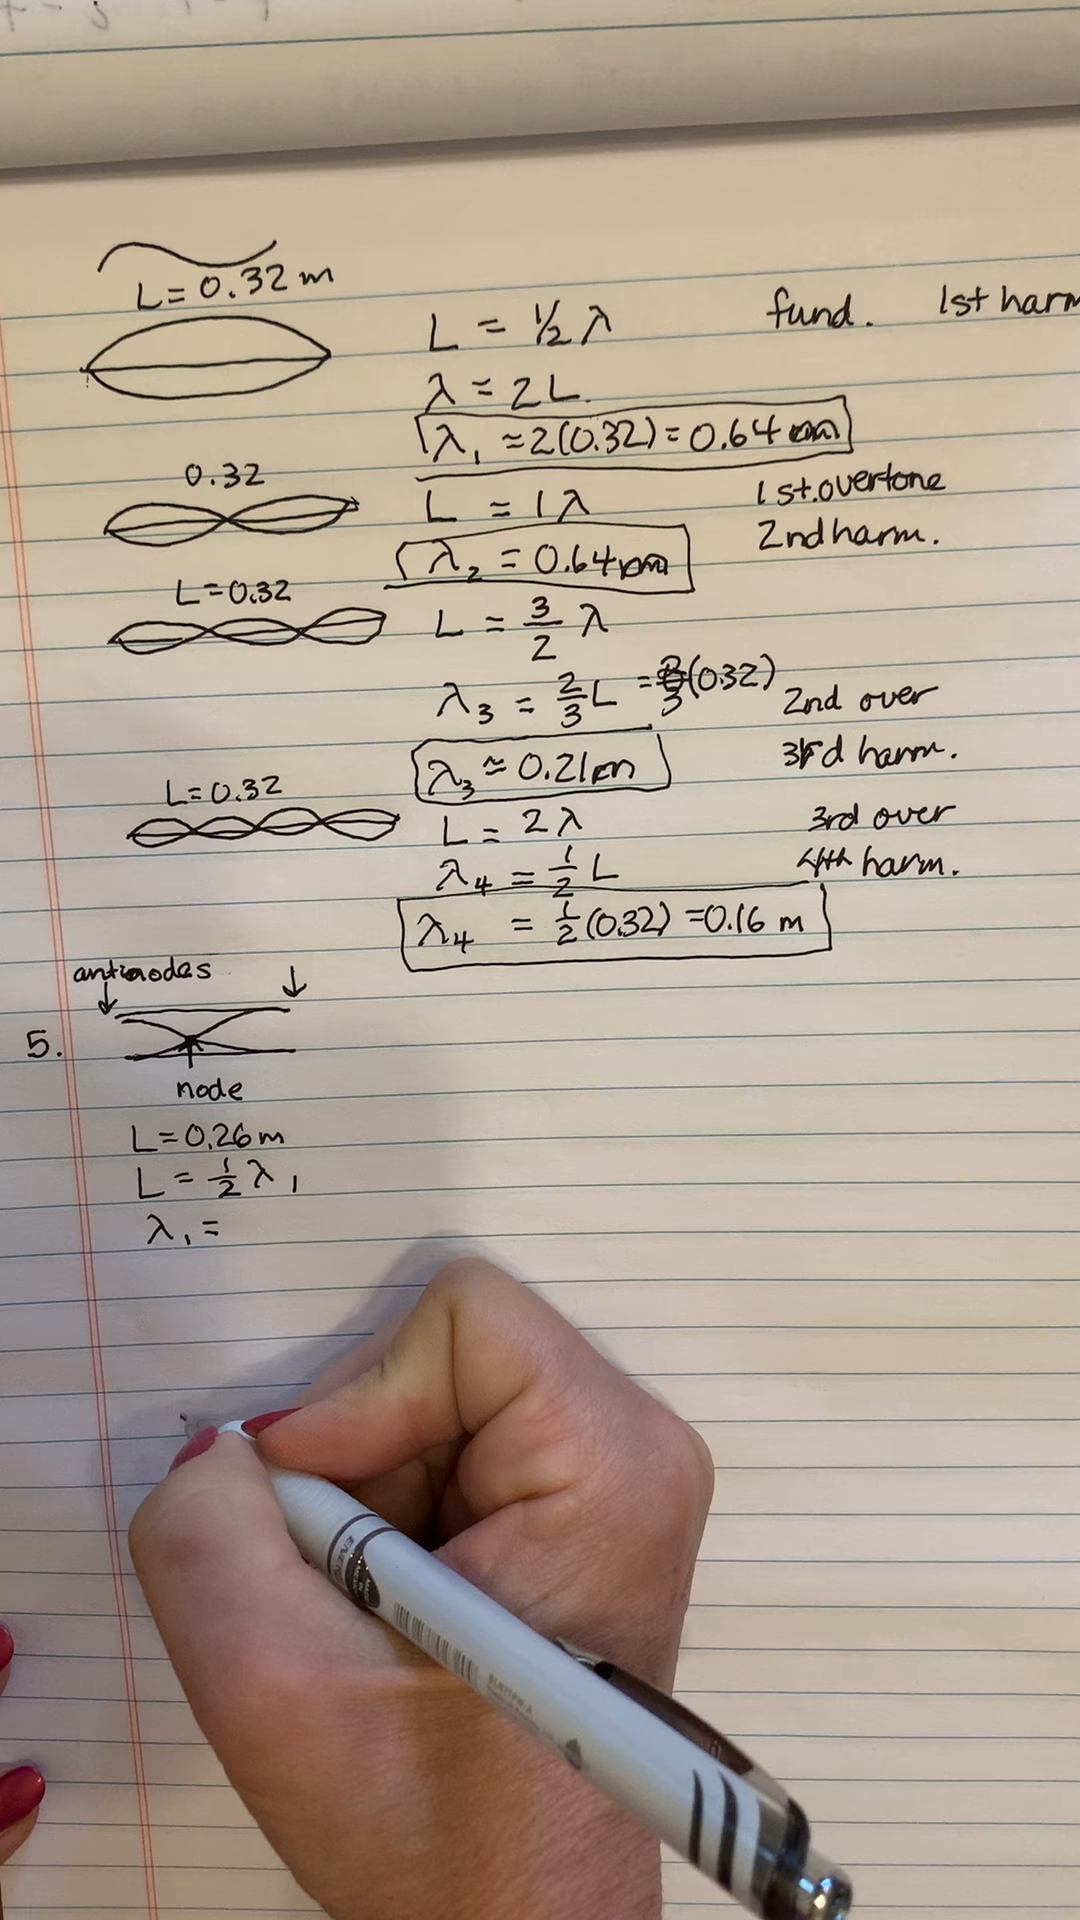 L = 0.32 m
L = 1/2 λ
fund. 1st harm
λ = 2L.
λ₁ ≈ 2(0.32) = 0.64 m
0.32
L = 1λ
1st. overtone
λ₂ = 0.64 m
2nd harm.
L = 0.32
L = 3/2 λ
λ₃ = 2/3 L = (0.32)
2nd over
λ₃ ≈ 0.21 m
3rd harm.
L = 0.32
L = 2λ
3rd over
λ₄ = 1/2 L
4th harm.
λ₄ = 1/2 (0.32) = 0.16 m
antinodes
5.
node
L = 0.26 m
L = 1/2 λ₁
λ₁ =